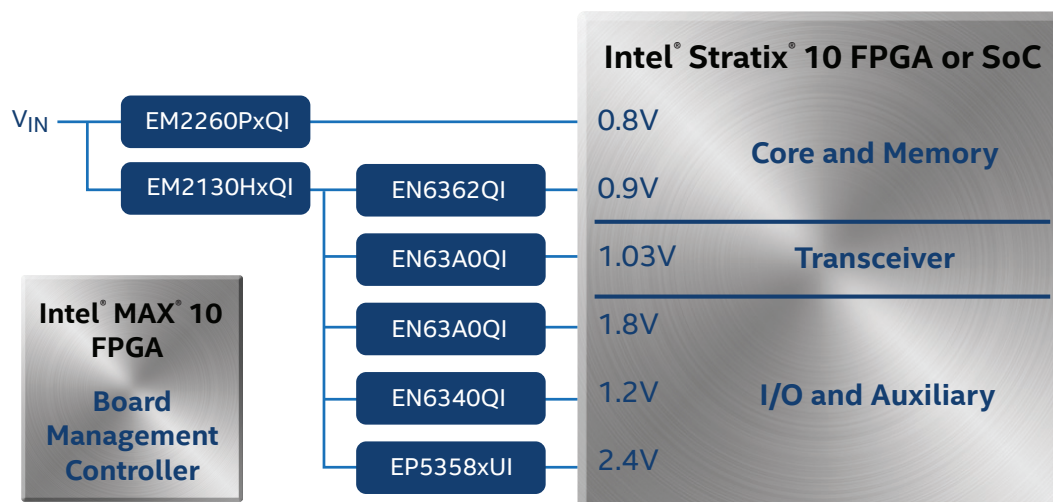 Intel® Stratix® 10 FPGA or SoC
V_IN
EM2260PxQI
0.8V
Core and Memory
EM2130HxQI
EN6362QI
0.9V
EN63A0QI
1.03V
Transceiver
EN63A0QI
1.8V
EN6340QI
1.2V
I/O and Auxiliary
EP5358xUI
2.4V
Intel® MAX® 10
FPGA
Board
Management
Controller